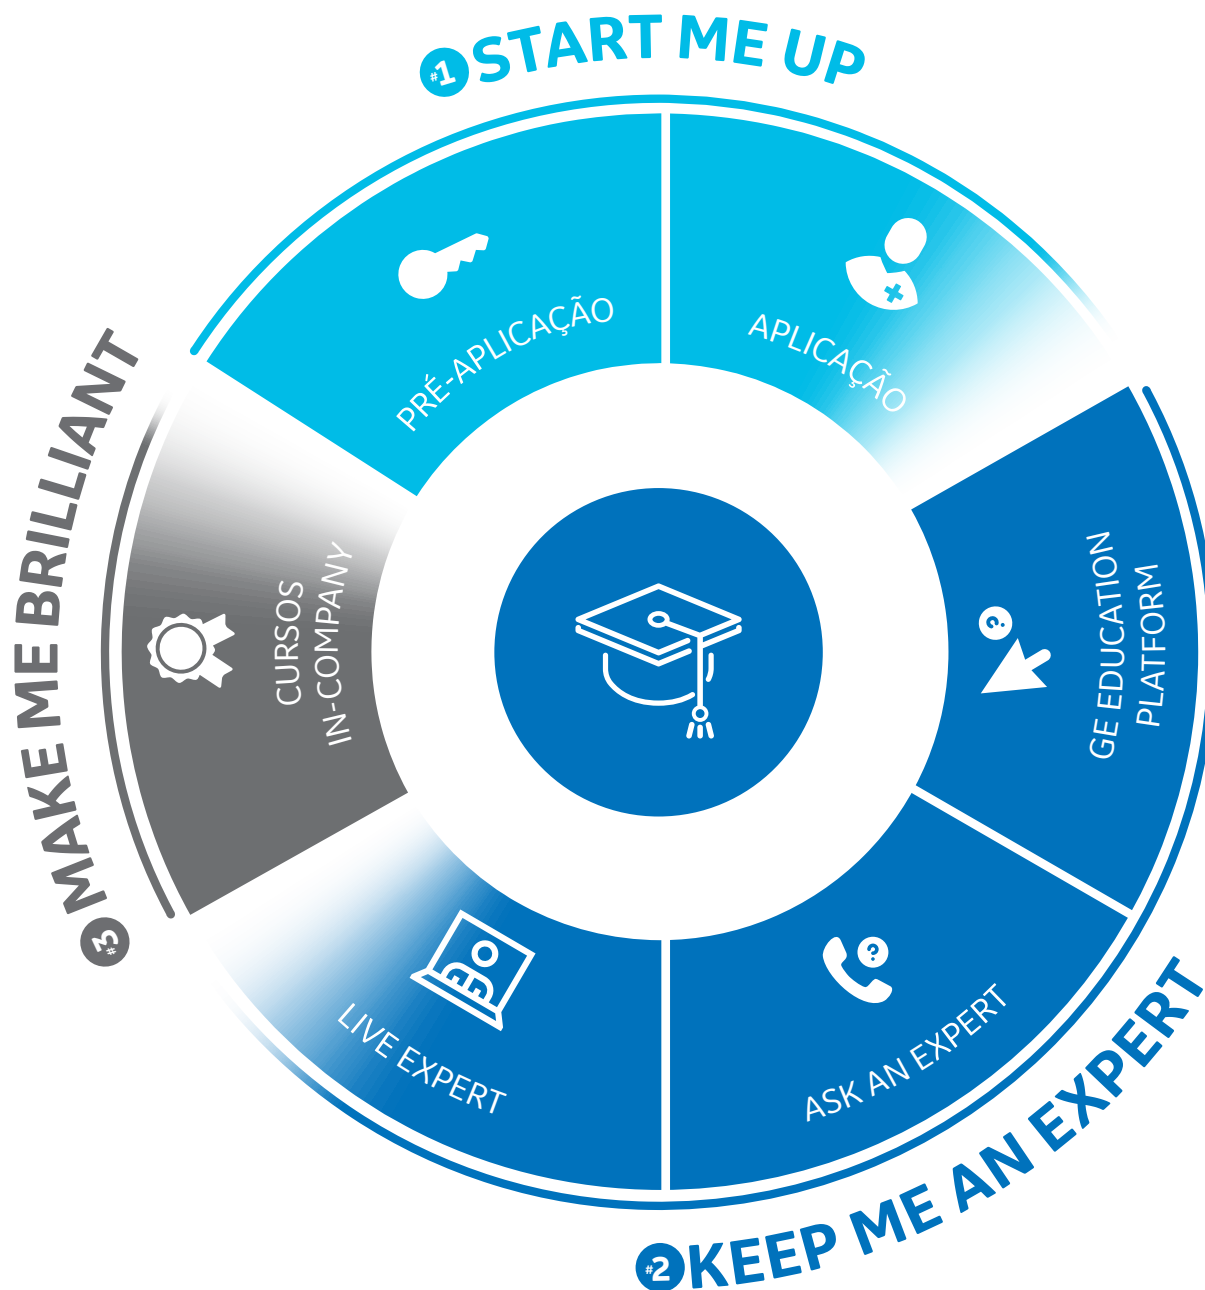 #1 START ME UP
PRÉ-APLICAÇÃO
APLICAÇÃO
GE EDUCATION
PLATFORM
ASK AN EXPERT
?
?
LIVE EXPERT
#2 KEEP ME AN EXPERT
CURSOS
IN-COMPANY
#3 MAKE ME BRILLIANT